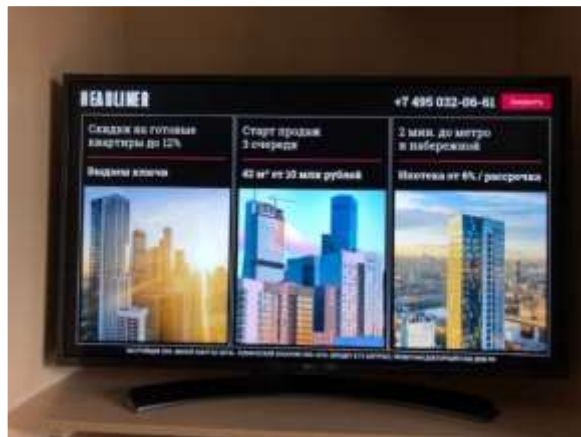 HEADLINER
+7 495 032-06-61
Скидки на готовые
квартиры до 12%
Выдаем ключи
Старт продаж
3 очереди
42 м² от 10 млн рублей
2 мин. до метро
и набережной
Ипотека от 6% / рассрочка